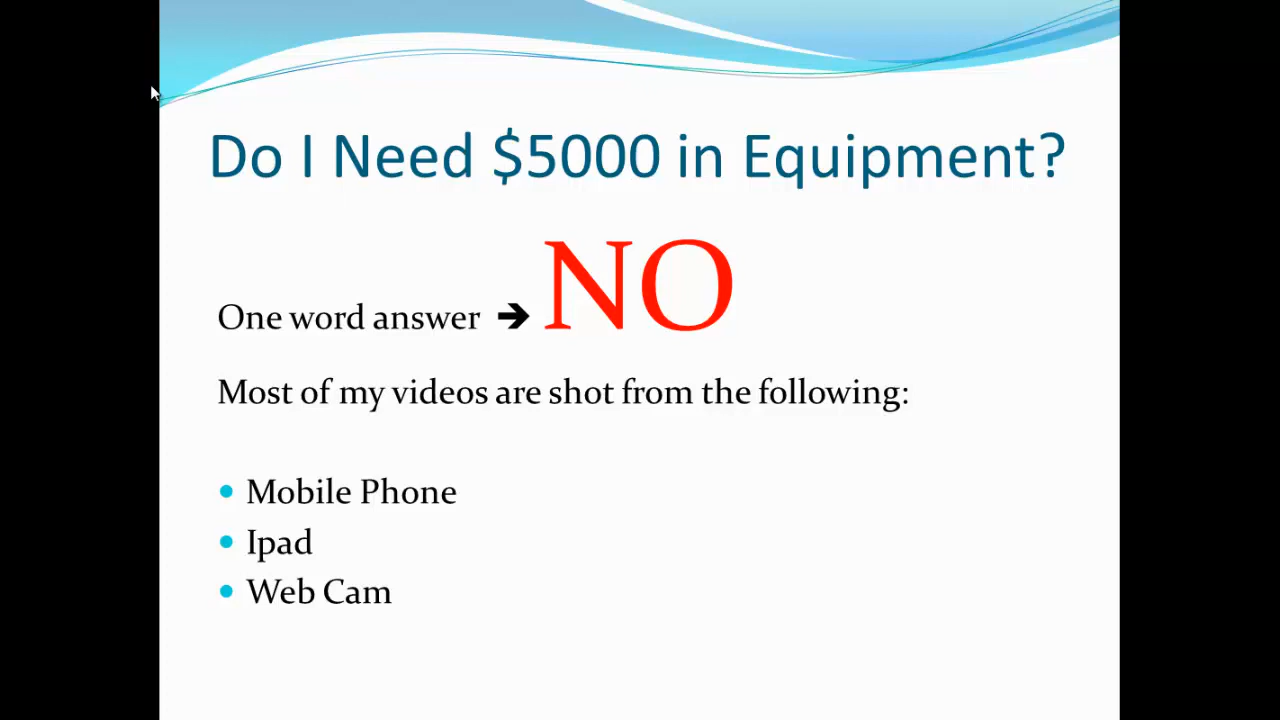 Do I Need $5000 in Equipment?
One word answer ➔ NO
Most of my videos are shot from the following:
• Mobile Phone
• Ipad
• Web Cam